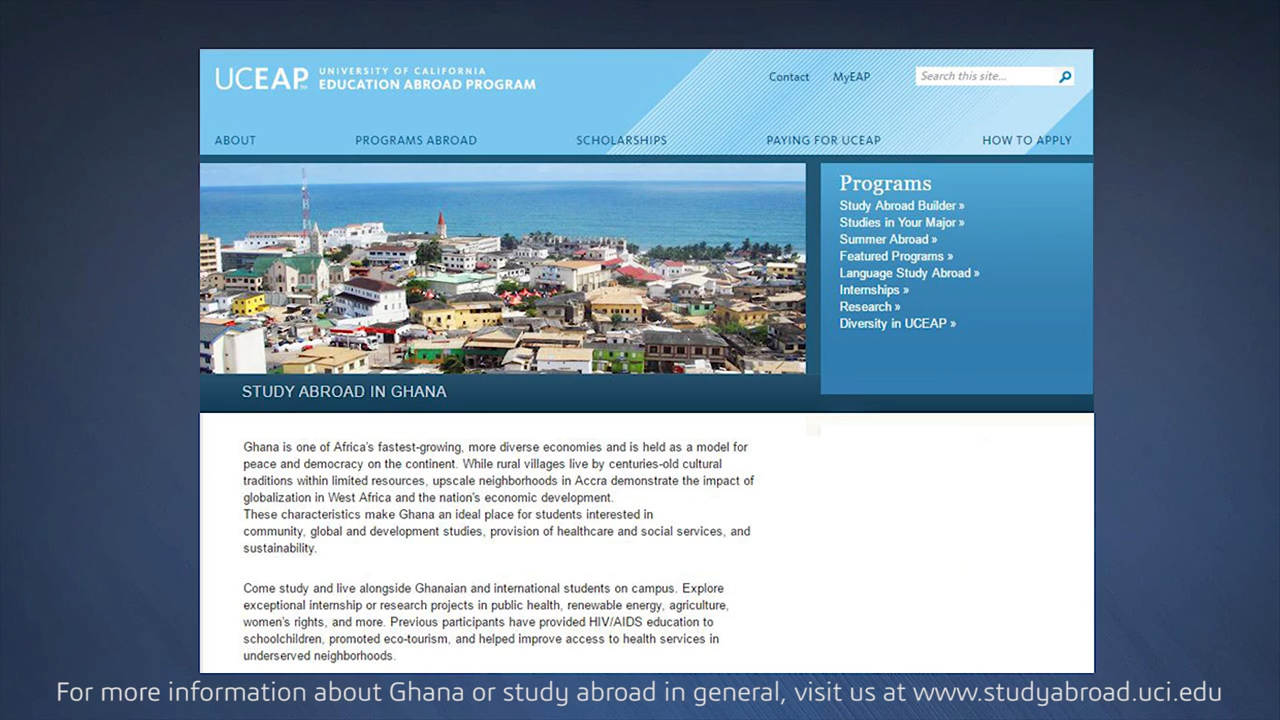 UCEAP UNIVERSITY OF CALIFORNIA
EDUCATION ABROAD PROGRAM
Contact MyEAP Search this site...
ABOUT PROGRAMS ABROAD SCHOLARSHIPS PAYING FOR UCEAP HOW TO APPLY
Programs
Study Abroad Builder »
Studies in Your Major »
Summer Abroad »
Featured Programs »
Language Study Abroad »
Internships »
Research »
Diversity in UCEAP »
STUDY ABROAD IN GHANA
Ghana is one of Africa's fastest-growing, more diverse economies and is held as a model for
peace and democracy on the continent. While rural villages live by centuries-old cultural
traditions within limited resources, upscale neighborhoods in Accra demonstrate the impact of
globalization in West Africa and the nation's economic development.
These characteristics make Ghana an ideal place for students interested in
community, global and development studies, provision of healthcare and social services, and
sustainability.
Come study and live alongside Ghanaian and international students on campus. Explore
exceptional internship or research projects in public health, renewable energy, agriculture,
women's rights, and more. Previous participants have provided HIV/AIDS education to
schoolchildren, promoted eco-tourism, and helped improve access to health services in
underserved neighborhoods.
For more information about Ghana or study abroad in general, visit us at www.studyabroad.uci.edu